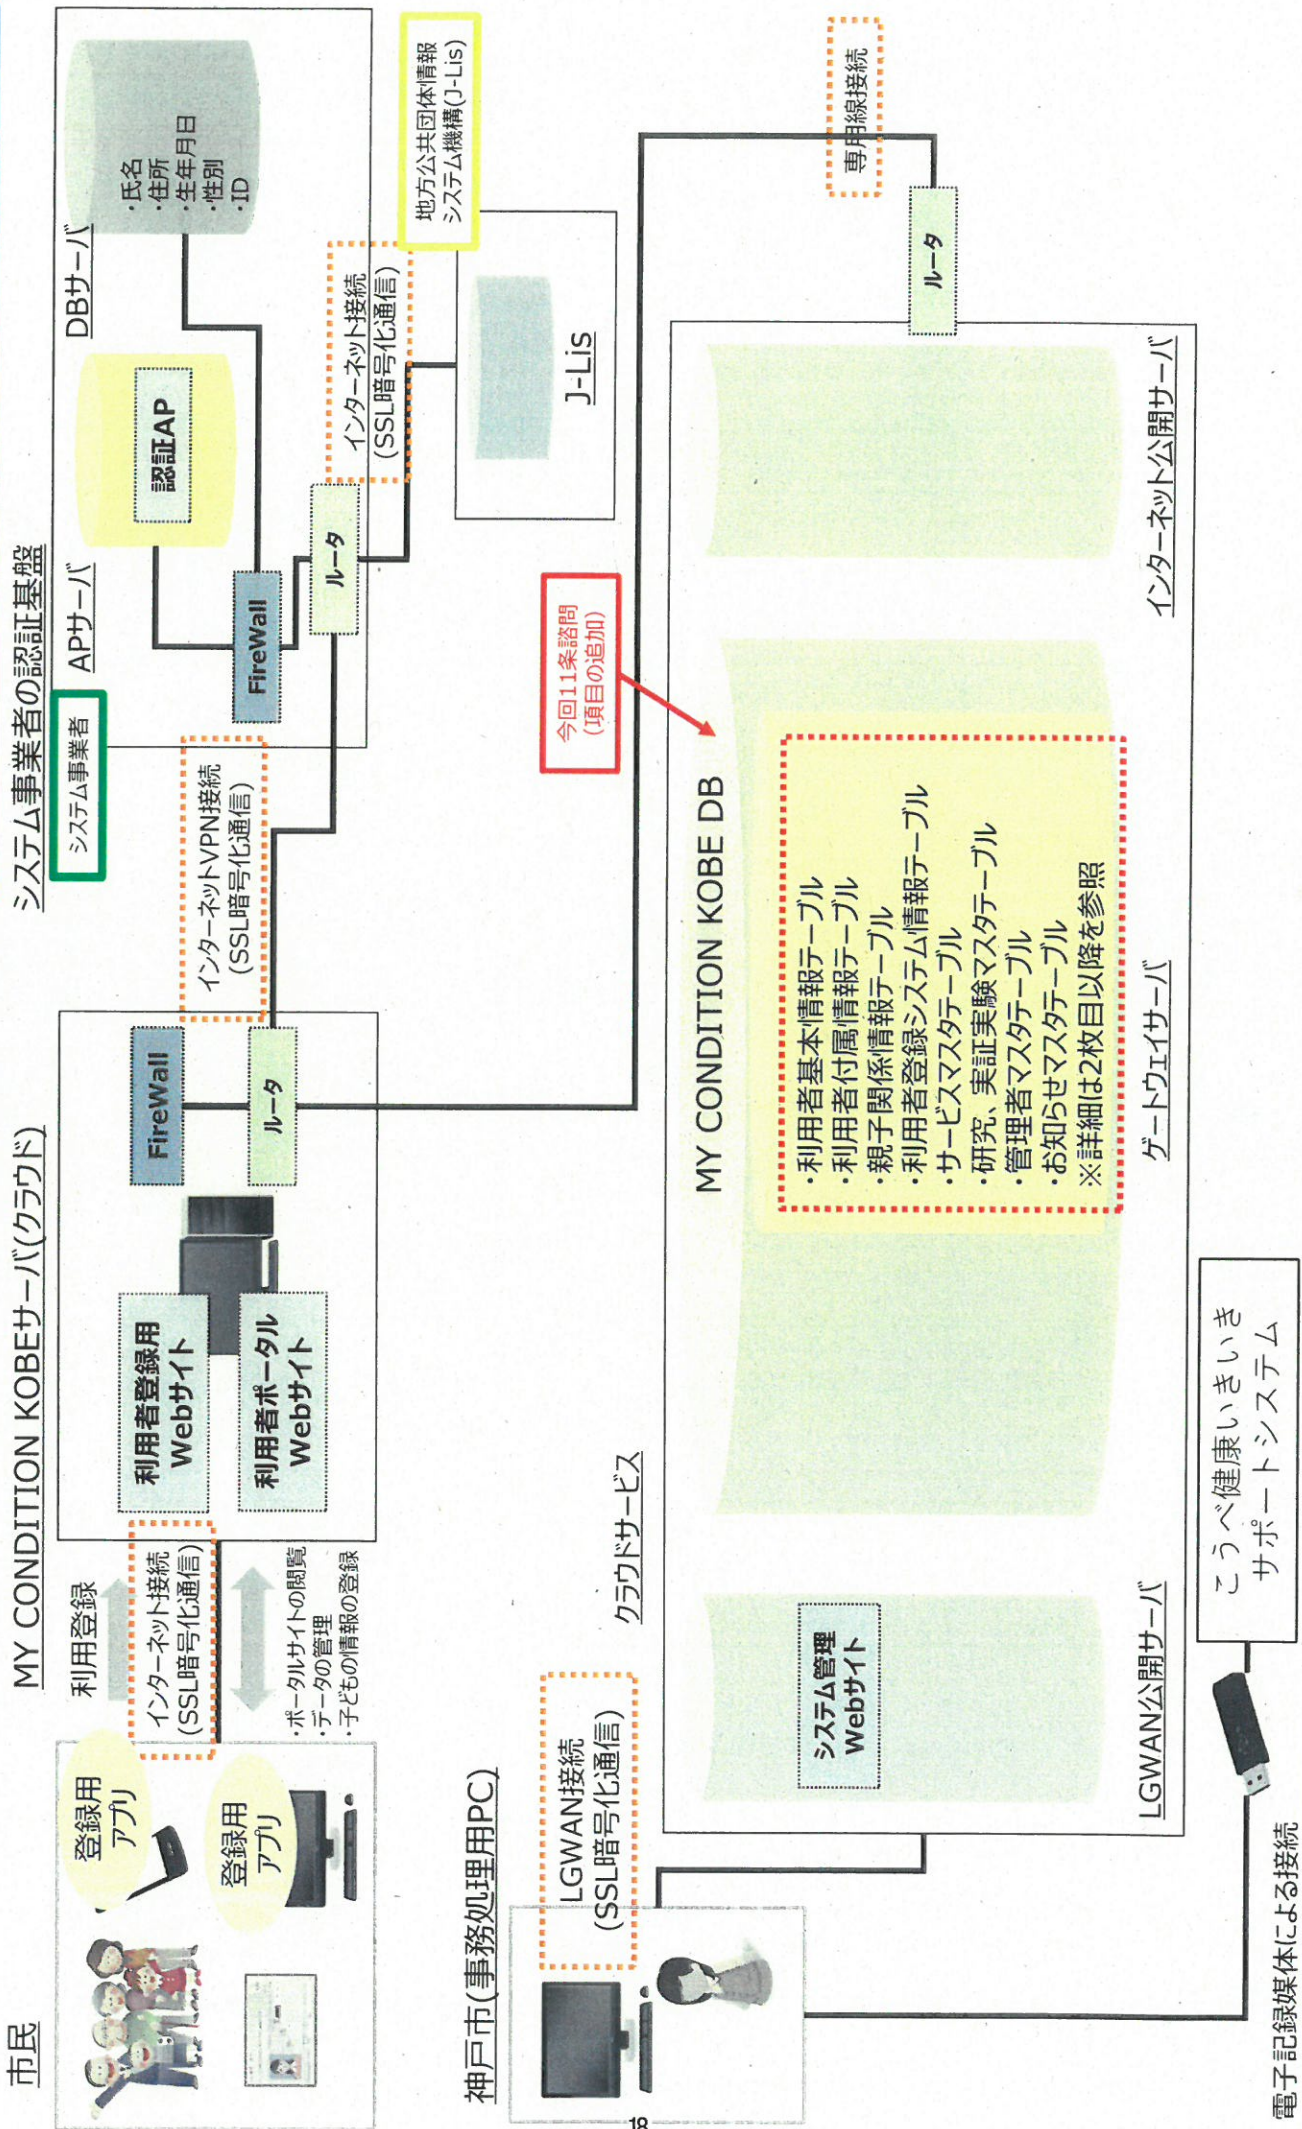 市民
登録用
アプリ
登録用
アプリ
利用登録
インターネット接続
(SSL暗号化通信)
・ポータルサイトの閲覧
・データの管理
・子どもの情報の登録
MY CONDITION KOBEサーバ(クラウド)
利用者登録用
Webサイト
利用者ポータル
Webサイト
FireWall
ルータ
インターネットVPN接続
(SSL暗号化通信)
システム事業者の認証基盤
システム事業者
APサーバ
認証AP
FireWall
ルータ
DBサーバ
・氏名
・住所
・生年月日
・性別
・ID
インターネット接続
(SSL暗号化通信)
地方公共団体情報
システム機構(J-Lis)
J-Lis
神戸市(事務処理用PC)
LGWAN接続
(SSL暗号化通信)
クラウドサービス
システム管理
Webサイト
LGWAN公開サーバ
今回11条諮問
(項目の追加)
MY CONDITION KOBE DB
・利用者基本情報テーブル
・利用者付属情報テーブル
・親子関係情報テーブル
・利用者登録システム情報テーブル
・サービスマスタテーブル
・研究、実証実験マスタテーブル
・管理者マスタテーブル
・お知らせマスタテーブル
※詳細は2枚目以降を参照
ゲートウェイサーバ
インターネット公開サーバ
ルータ
専用線接続
電子記録媒体による接続
こうべ健康いきいき
サポートシステム
18